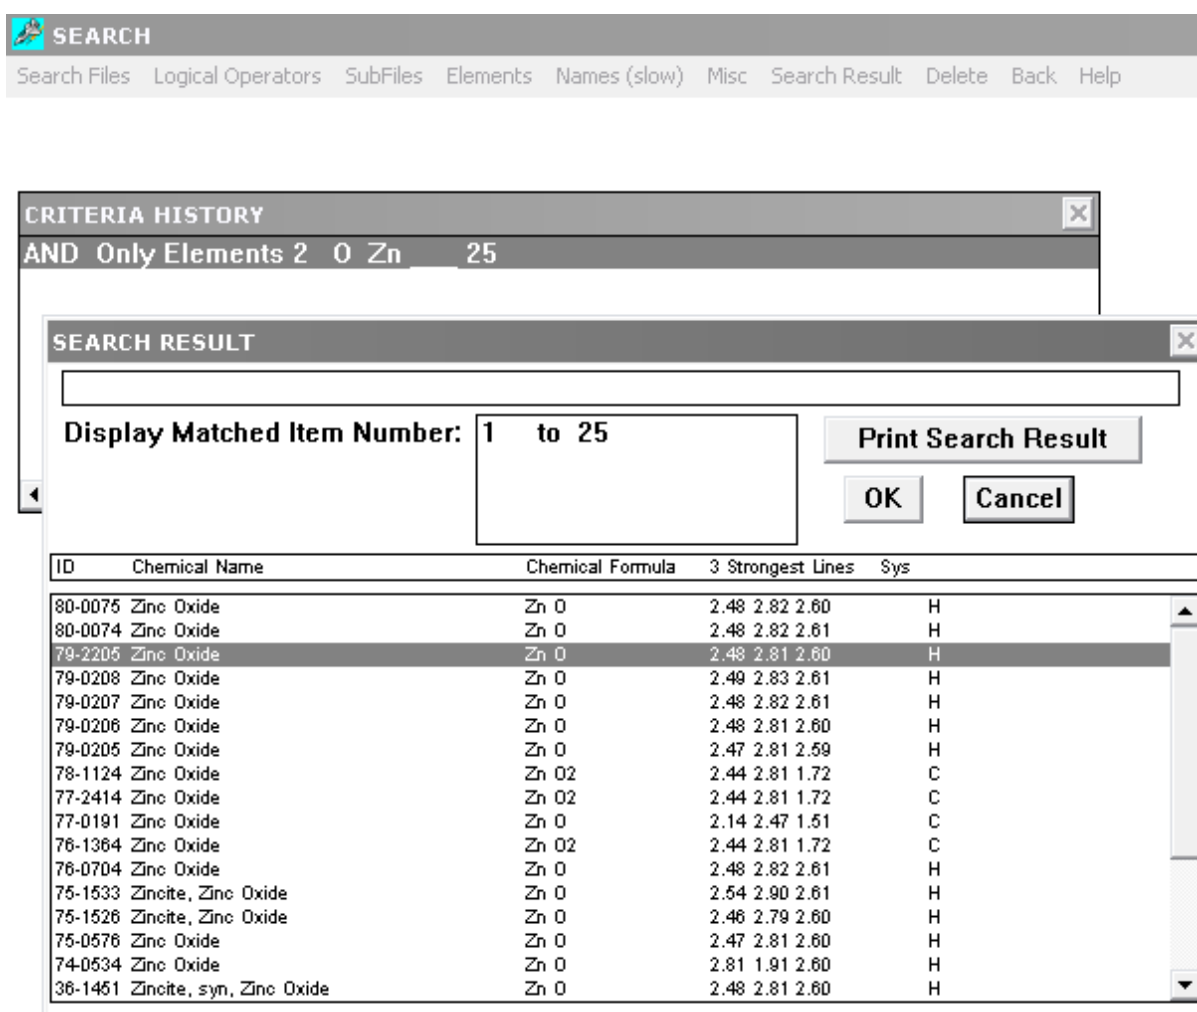 SEARCH
Search Files Logical Operators SubFiles Elements Names (slow) Misc Search Result Delete Back Help
CRITERIA HISTORY
AND Only Elements 2 O Zn ___ 25
SEARCH RESULT
Display Matched Item Number: 1 to 25
Print Search Result
OK Cancel
ID Chemical Name Chemical Formula 3 Strongest Lines Sys
80-0075 Zinc Oxide Zn O 2.48 2.82 2.60 H
80-0074 Zinc Oxide Zn O 2.48 2.82 2.61 H
79-2205 Zinc Oxide Zn O 2.48 2.81 2.60 H
79-0208 Zinc Oxide Zn O 2.49 2.83 2.61 H
79-0207 Zinc Oxide Zn O 2.48 2.82 2.61 H
79-0206 Zinc Oxide Zn O 2.48 2.81 2.60 H
79-0205 Zinc Oxide Zn O 2.47 2.81 2.59 H
78-1124 Zinc Oxide Zn O2 2.44 2.81 1.72 C
77-2414 Zinc Oxide Zn O2 2.44 2.81 1.72 C
77-0191 Zinc Oxide Zn O 2.14 2.47 1.51 C
76-1364 Zinc Oxide Zn O2 2.44 2.81 1.72 C
76-0704 Zinc Oxide Zn O 2.48 2.82 2.61 H
75-1533 Zincite, Zinc Oxide Zn O 2.54 2.90 2.61 H
75-1526 Zincite, Zinc Oxide Zn O 2.46 2.79 2.60 H
75-0576 Zinc Oxide Zn O 2.47 2.81 2.60 H
74-0534 Zinc Oxide Zn O 2.81 1.91 2.60 H
36-1451 Zincite, syn, Zinc Oxide Zn O 2.48 2.81 2.60 H